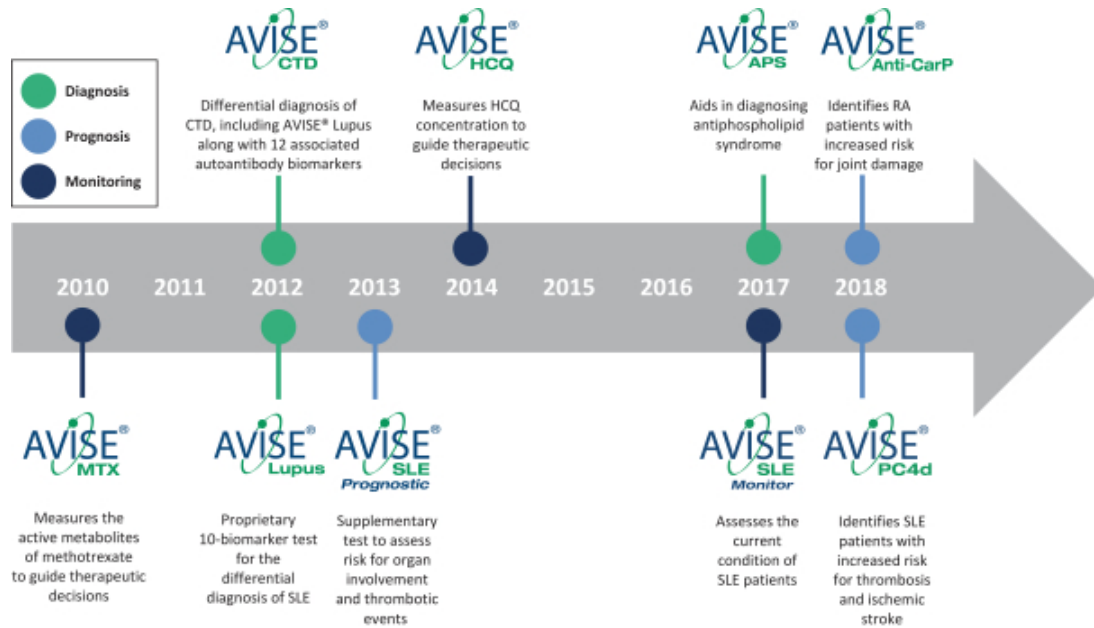 Diagnosis
Prognosis
Monitoring
AVISE®
CTD
Differential diagnosis of
CTD, including AVISE® Lupus
along with 12 associated
autoantibody biomarkers
AVISE®
HCQ
Measures HCQ
concentration to
guide therapeutic
decisions
AVISE®
APS
Aids in diagnosing
antiphospholipid
syndrome
AVISE®
Anti-CarP
Identifies RA
patients with
increased risk
for joint damage
2010 2011 2012 2013 2014 2015 2016 2017 2018
AVISE®
MTX
Measures the
active metabolites
of methotrexate
to guide therapeutic
decisions
AVISE®
Lupus
Proprietary
10-biomarker test
for the
differential
diagnosis of SLE
AVISE®
SLE
Prognostic
Supplementary
test to assess
risk for organ
involvement
and thrombotic
events
AVISE®
SLE
Monitor
Assesses the
current
condition of
SLE patients
AVISE®
PC4d
Identifies SLE
patients with
increased risk
for thrombosis
and ischemic
stroke